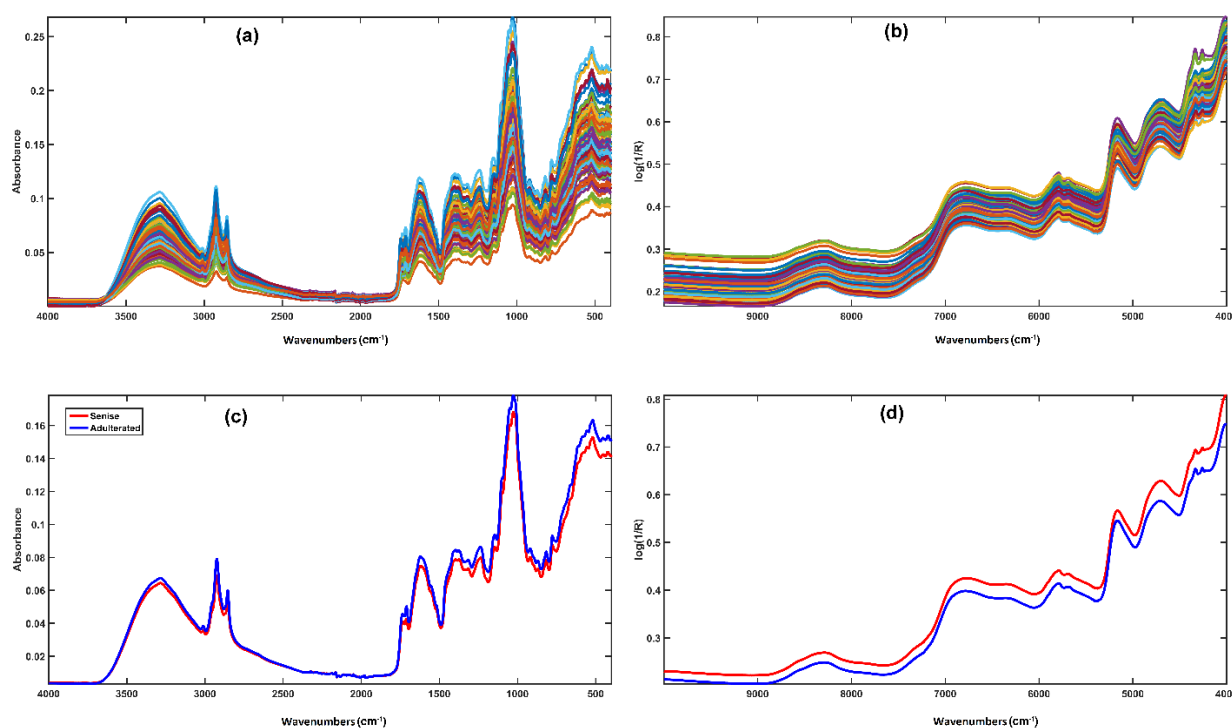 (a)
Absorbance
0.25
0.2
0.15
0.1
0.05
4000 3500 3000 2500 2000 1500 1000 500
Wavenumbers (cm-1)
(b)
log(1/R)
0.8
0.7
0.6
0.5
0.4
0.3
0.2
9000 8000 7000 6000 5000 400
Wavenumbers (cm-1)
(c)
Senise
Adulterated
Absorbance
0.16
0.14
0.12
0.1
0.08
0.06
0.04
0.02
4000 3500 3000 2500 2000 1500 1000 500
Wavenumbers (cm-1)
(d)
log(1/R)
0.8
0.7
0.6
0.5
0.4
0.3
9000 8000 7000 6000 5000 400
Wavenumbers (cm-1)